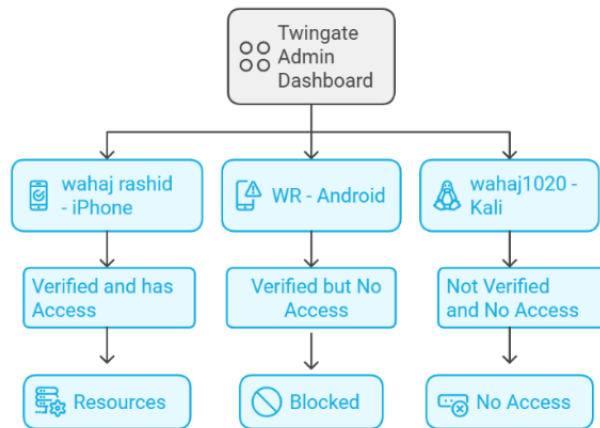 Twingate
Admin
Dashboard
wahaj rashid
- iPhone
WR - Android
wahaj1020 -
Kali
Verified and has
Access
Verified but No
Access
Not Verified
and No Access
Resources
Blocked
No Access